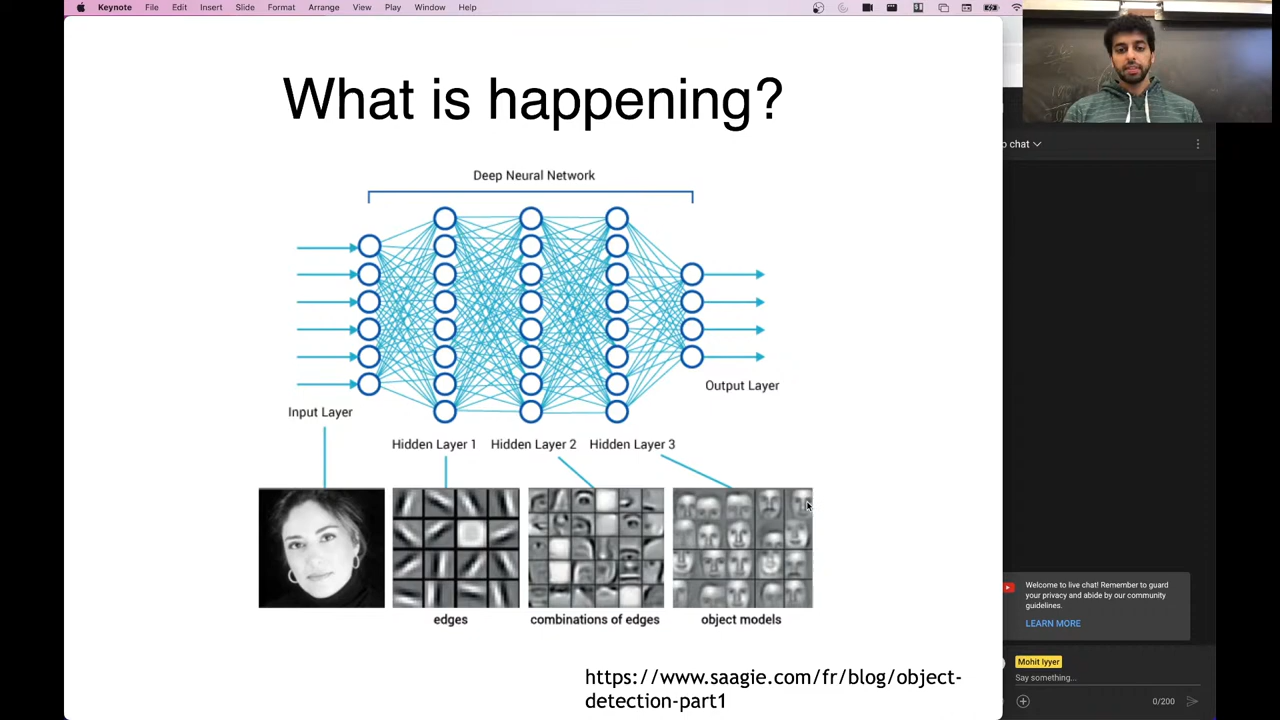 Keynote File Edit Insert Slide Format Arrange View Play Window Help
What is happening?
Deep Neural Network
Output Layer
Input Layer
Hidden Layer 1 Hidden Layer 2 Hidden Layer 3
edges combinations of edges object models
https://www.saagie.com/fr/blog/object-
detection-part1
chat
Welcome to live chat! Remember to guard
your privacy and abide by our community
guidelines.
LEARN MORE
Mohit Iyyer
Say something...
0/200